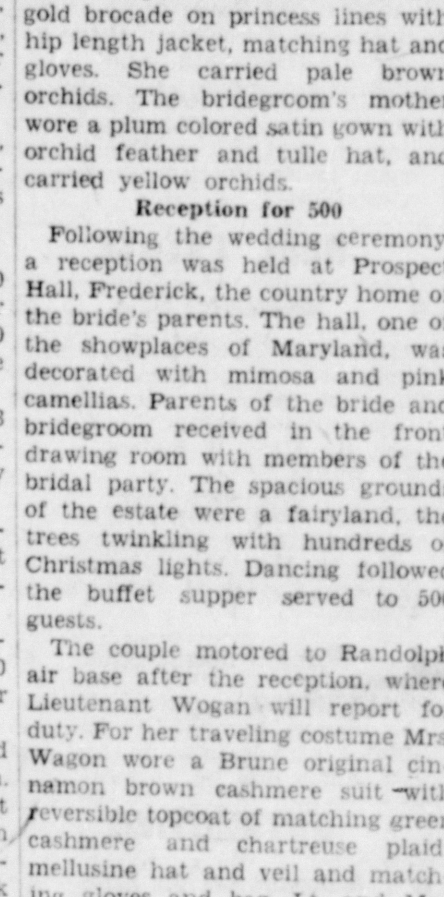 gold brocade on princess lines with
hip length jacket, matching hat and
gloves. She carried pale brown
orchids. The bridegroom's mother
wore a plum colored satin gown with
orchid feather and tulle hat, and
carried yellow orchids.
Reception for 500
Following the wedding ceremony,
a reception was held at Prospect
Hall, Frederick, the country home of
the bride's parents. The hall, one of
the showplaces of Maryland, was
decorated with mimosa and pink
camellias. Parents of the bride and
bridegroom received in the front
drawing room with members of the
bridal party. The spacious grounds
of the estate were a fairyland, the
trees twinkling with hundreds of
Christmas lights. Dancing followed
the buffet supper served to 500
guests.
The couple motored to Randolph
air base after the reception, where
Lieutenant Wogan will report for
duty. For her traveling costume Mrs.
Wagon wore a Brune original cin-
namon brown cashmere suit with
reversible topcoat of matching green
cashmere and chartreuse plaid,
mellusine hat and veil and match-
ing gloves and